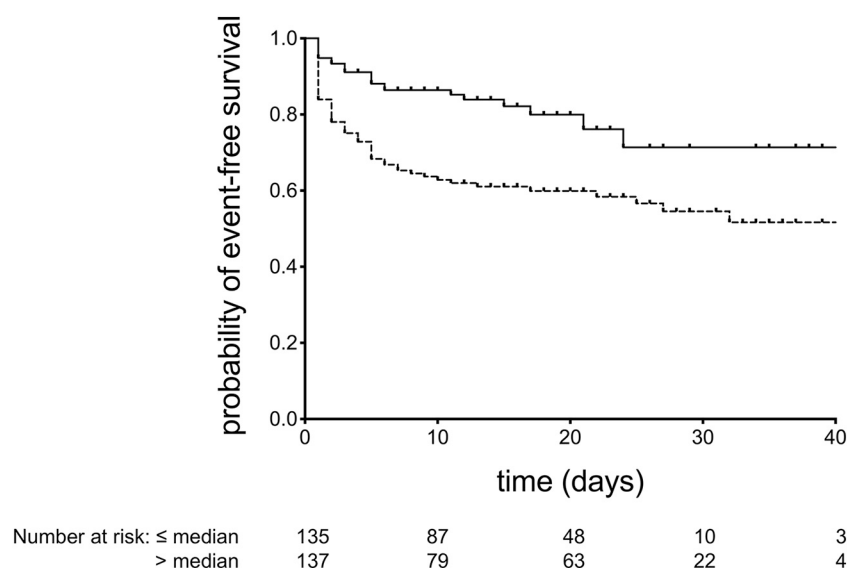 probability of event-free survival
1.0
0.8
0.6
0.4
0.2
0.0
0 10 20 30 40
time (days)
Number at risk: ≤ median 135 87 48 10 3
> median 137 79 63 22 4